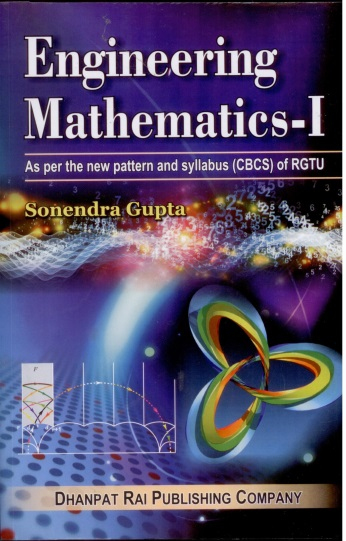 Engineering
Mathematics-I
As per the new pattern and syllabus (CBCS) of RGTU
Sonendra Gupta
DHANPAT RAI PUBLISHING COMPANY